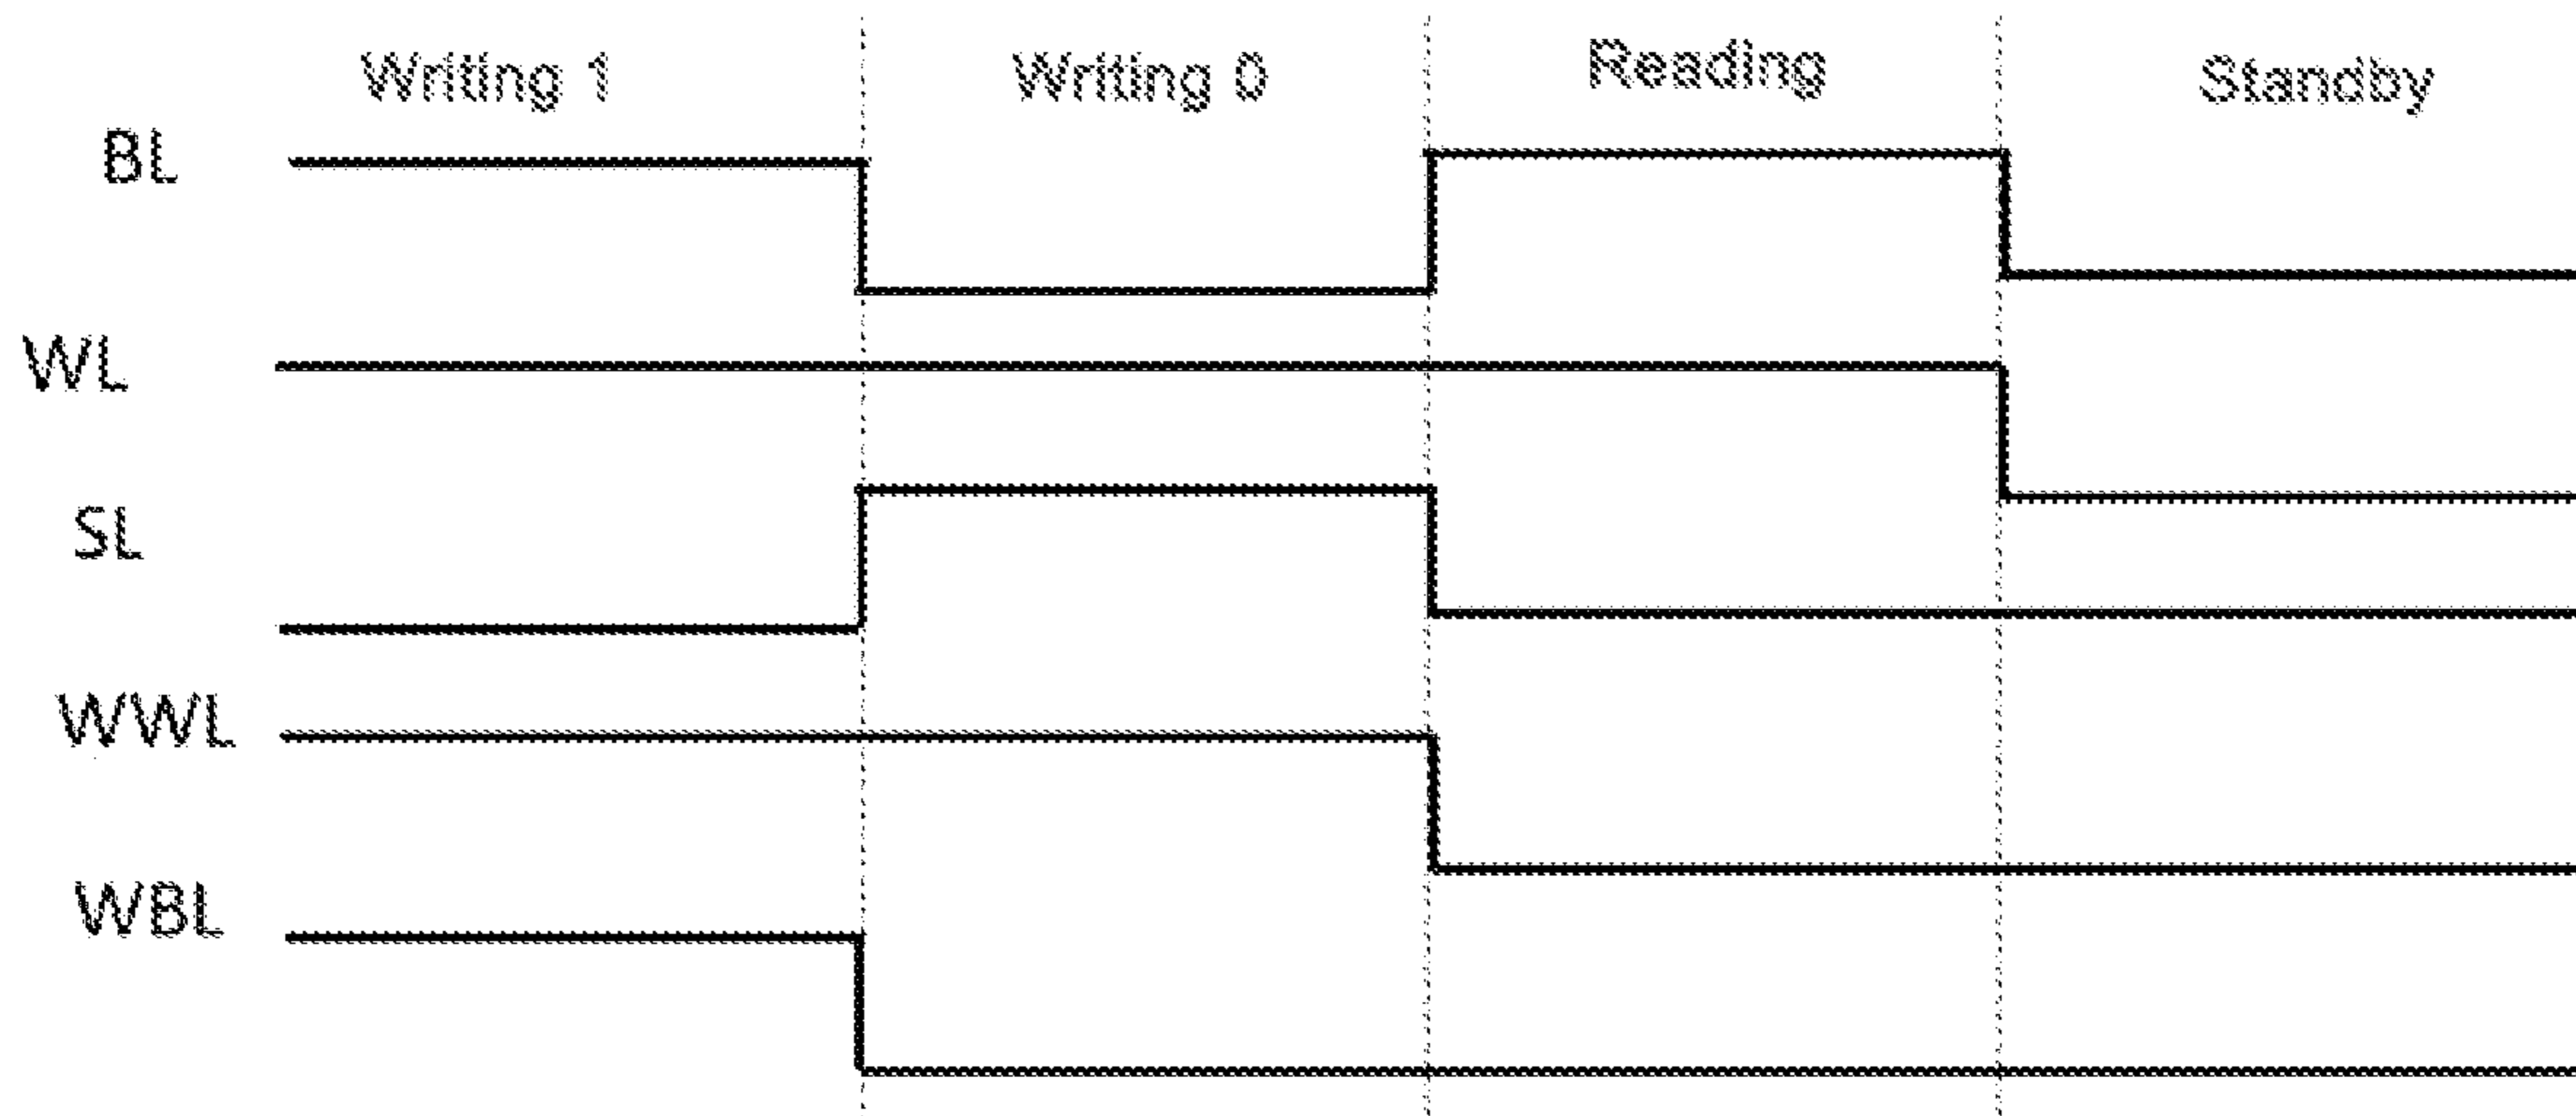 Writing 1
Writing 0
Reading
Standby
BL
WL
SL
WWL
WBL